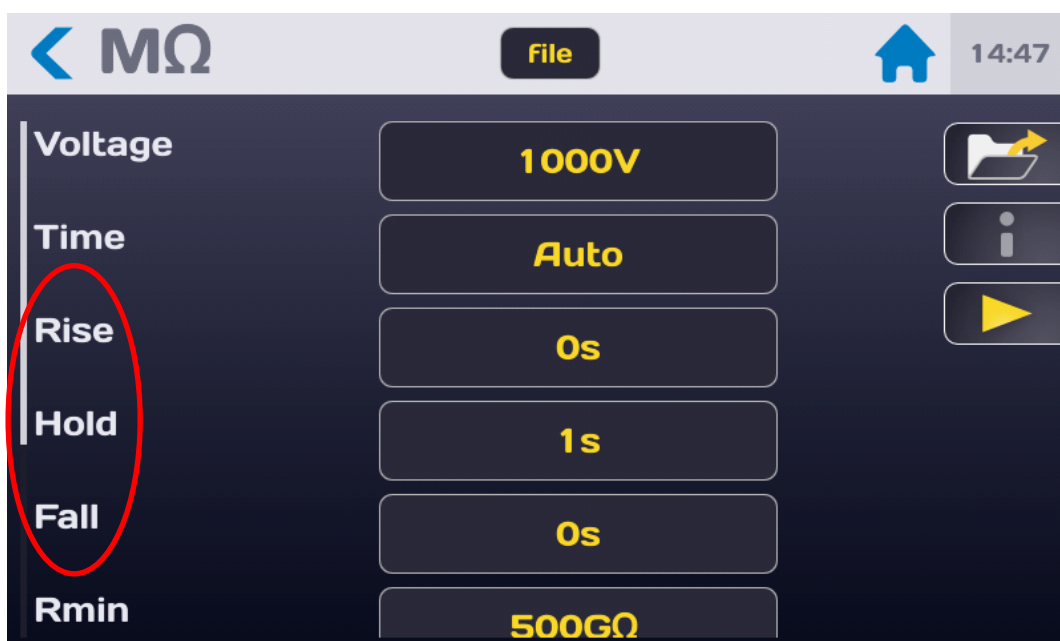 MΩ File 14:47
Voltage 1000V
Time Auto
Rise 0s
Hold 1s
Fall 0s
Rmin 500GΩ